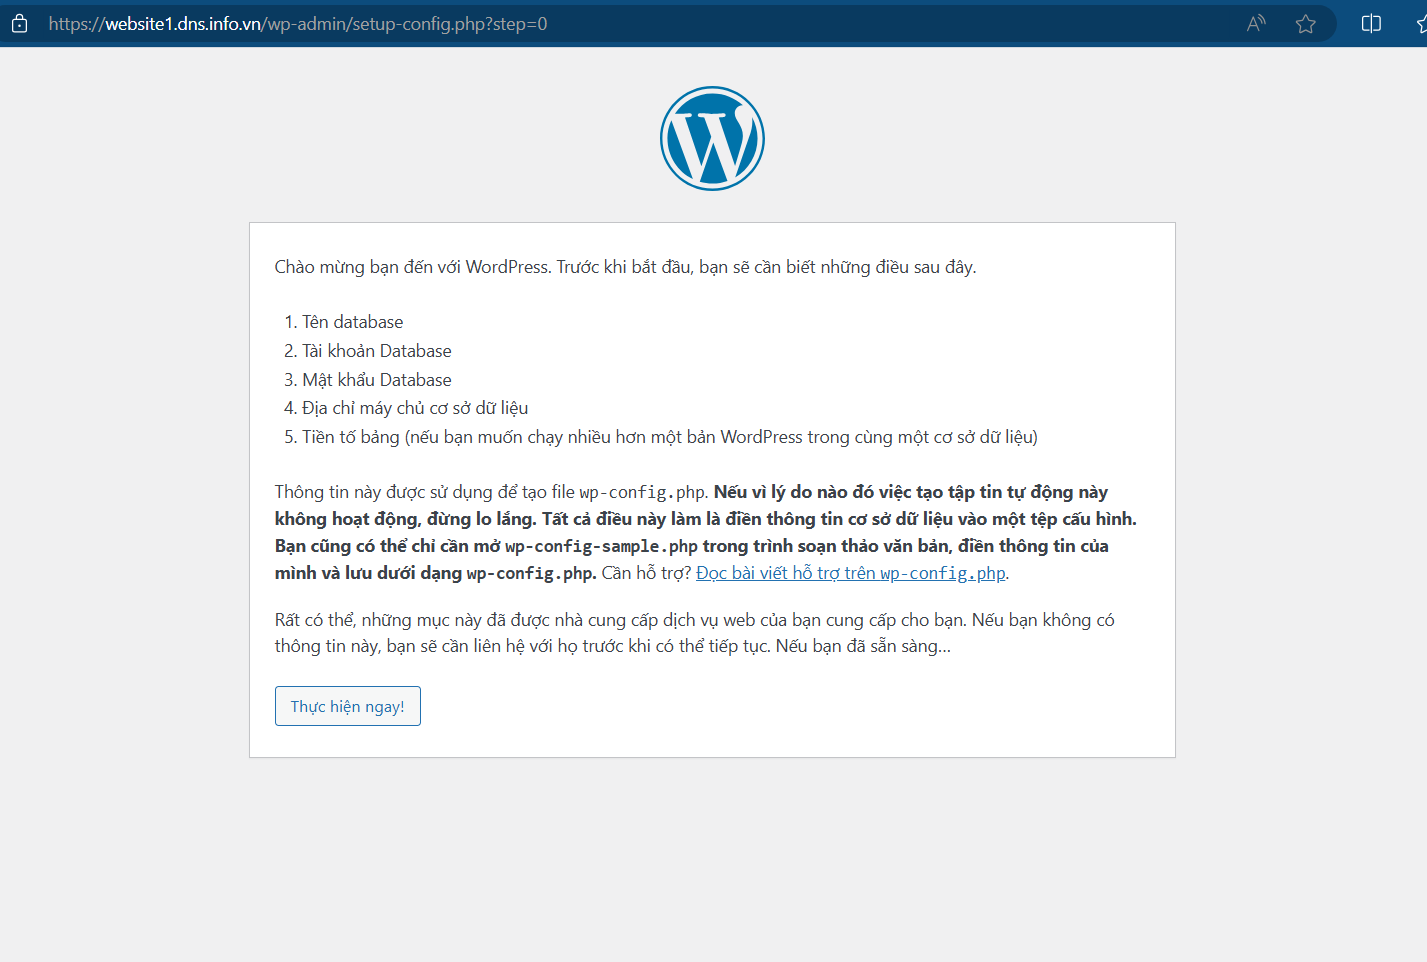 https://website1.dns.info.vn/wp-admin/setup-config.php?step=0
Chào mừng bạn đến với WordPress. Trước khi bắt đầu, bạn sẽ cần biết những điều sau đây.
1. Tên database
2. Tài khoản Database
3. Mật khẩu Database
4. Địa chỉ máy chủ cơ sở dữ liệu
5. Tiền tố bảng (nếu bạn muốn chạy nhiều hơn một bản WordPress trong cùng một cơ sở dữ liệu)
Thông tin này được sử dụng để tạo file wp-config.php. Nếu vì lý do nào đó việc tạo tập tin tự động này
không hoạt động, đừng lo lắng. Tất cả điều này làm là điền thông tin cơ sở dữ liệu vào một tệp cấu hình.
Bạn cũng có thể chỉ cần mở wp-config-sample.php trong trình soạn thảo văn bản, điền thông tin của
mình và lưu dưới dạng wp-config.php. Cần hỗ trợ? Đọc bài viết hỗ trợ trên wp-config.php.
Rất có thể, những mục này đã được nhà cung cấp dịch vụ web của bạn cung cấp cho bạn. Nếu bạn không có
thông tin này, bạn sẽ cần liên hệ với họ trước khi có thể tiếp tục. Nếu bạn đã sẵn sàng...
Thực hiện ngay!